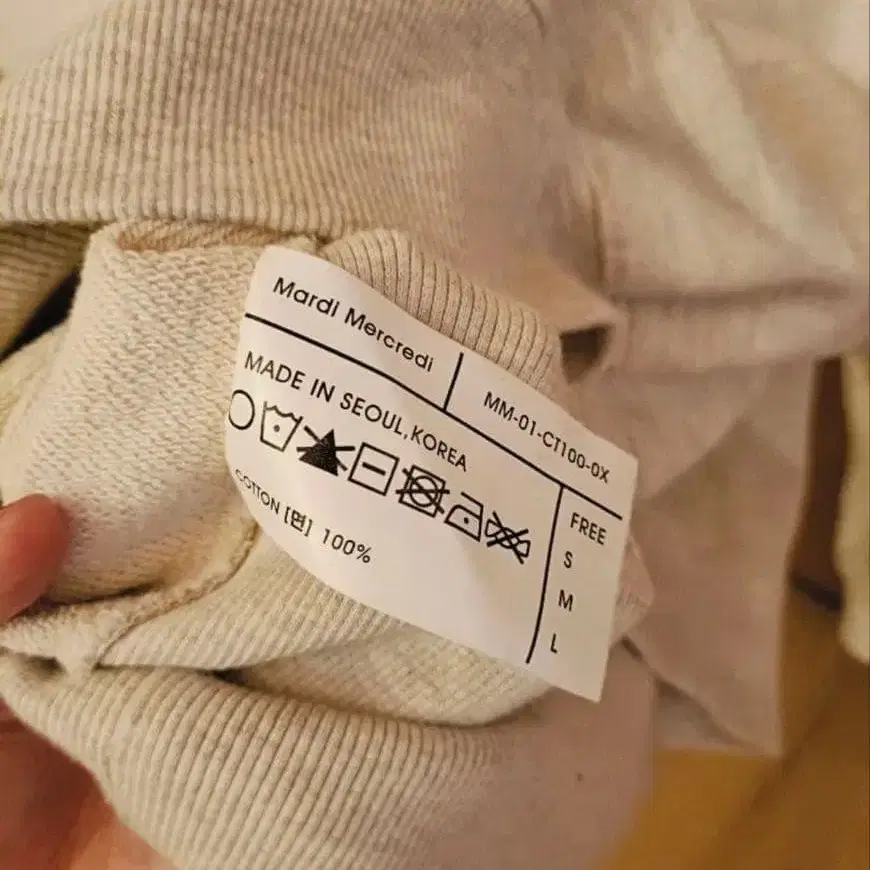 Mardi Mercredi
MM-01-CT100-0X
MADE IN SEOUL,KOREA
COTTON [면] 100%
FREE
S
M
L